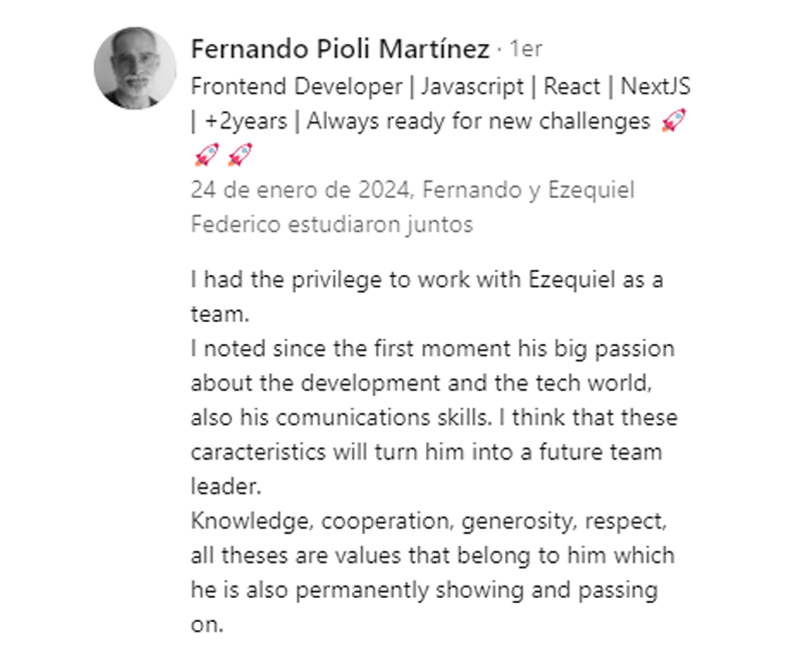 Fernando Pioli Martínez · 1er
Frontend Developer | Javascript | React | NextJS
| +2years | Always ready for new challenges 🚀
🚀 🚀
24 de enero de 2024, Fernando y Ezequiel
Federico estudiaron juntos
I had the privilege to work with Ezequiel as a
team.
I noted since the first moment his big passion
about the development and the tech world,
also his comunications skills. I think that these
caracteristics will turn him into a future team
leader.
Knowledge, cooperation, generosity, respect,
all theses are values that belong to him which
he is also permanently showing and passing
on.